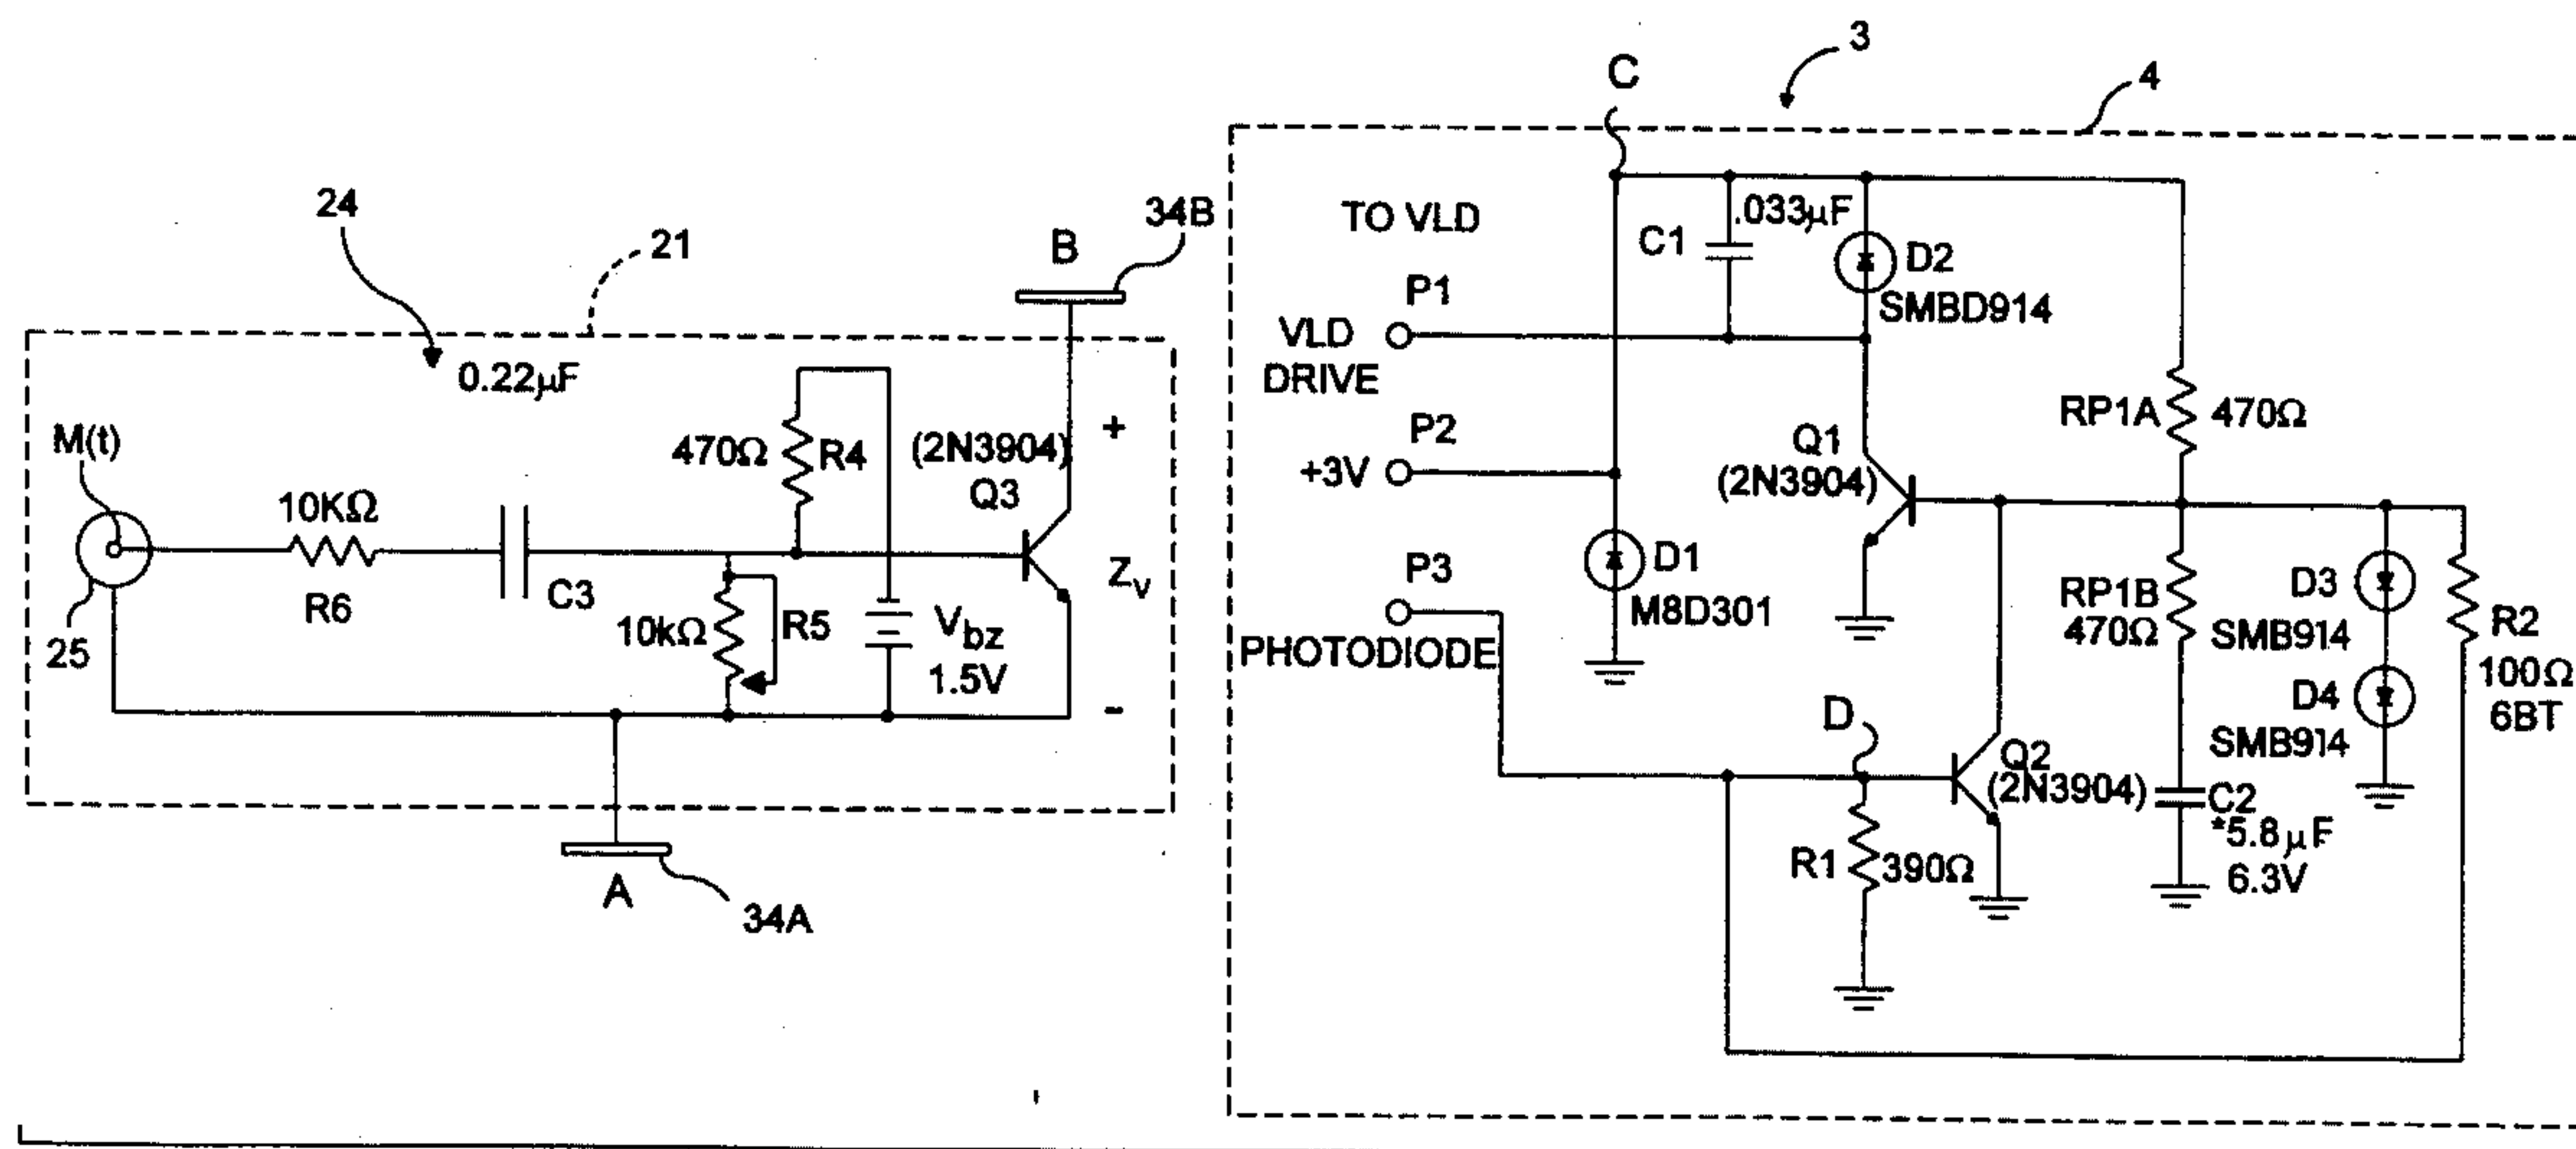 24
21
0.22µF
B
34B
M(t)
10KΩ
R6
C3
25
470Ω
R4
(2N3904)
Q3
+
Zv
-
10kΩ
R5
Vbz
1.5V
A
34A
3
4
C
TO VLD
.033µF
C1
D2
SMBD914
P1
VLD
DRIVE
P2
+3V
P3
PHOTODIODE
D1
M8D301
Q1
(2N3904)
RP1A
470Ω
RP1B
470Ω
D3
SMB914
D4
SMB914
R2
100Ω
6BT
D
Q2
(2N3904)
C2
*5.8µF
6.3V
R1
390Ω